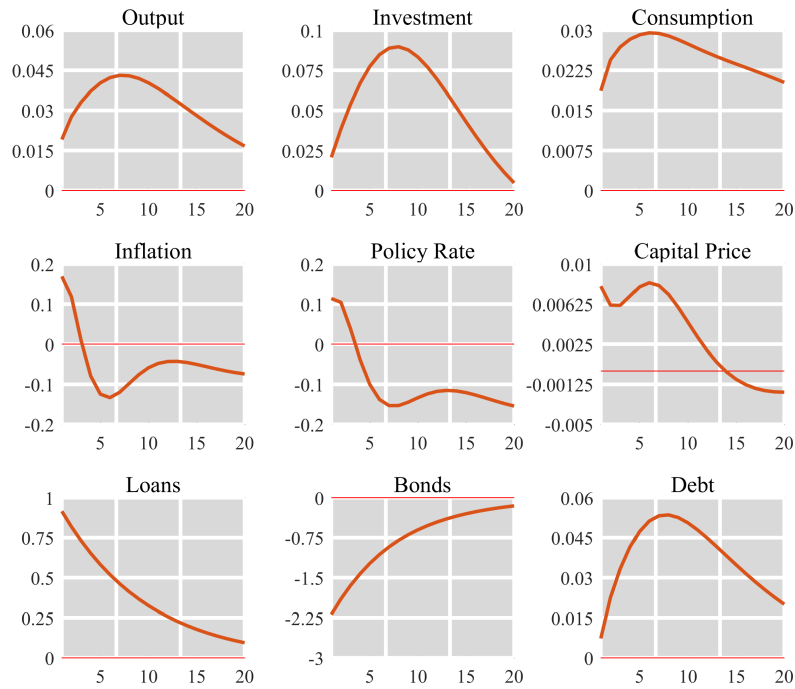 Output
0.06
0.045
0.03
0.015
0
5 10 15 20
Investment
0.1
0.075
0.05
0.025
0
5 10 15 20
Consumption
0.03
0.0225
0.015
0.0075
0
5 10 15 20
Inflation
0.2
0.1
0
-0.1
-0.2
5 10 15 20
Policy Rate
0.2
0.1
0
-0.1
-0.2
5 10 15 20
Capital Price
0.01
0.00625
0.0025
-0.00125
-0.005
5 10 15 20
Loans
1
0.75
0.5
0.25
0
5 10 15 20
Bonds
0
-0.75
-1.5
-2.25
-3
5 10 15 20
Debt
0.06
0.045
0.03
0.015
0
5 10 15 20